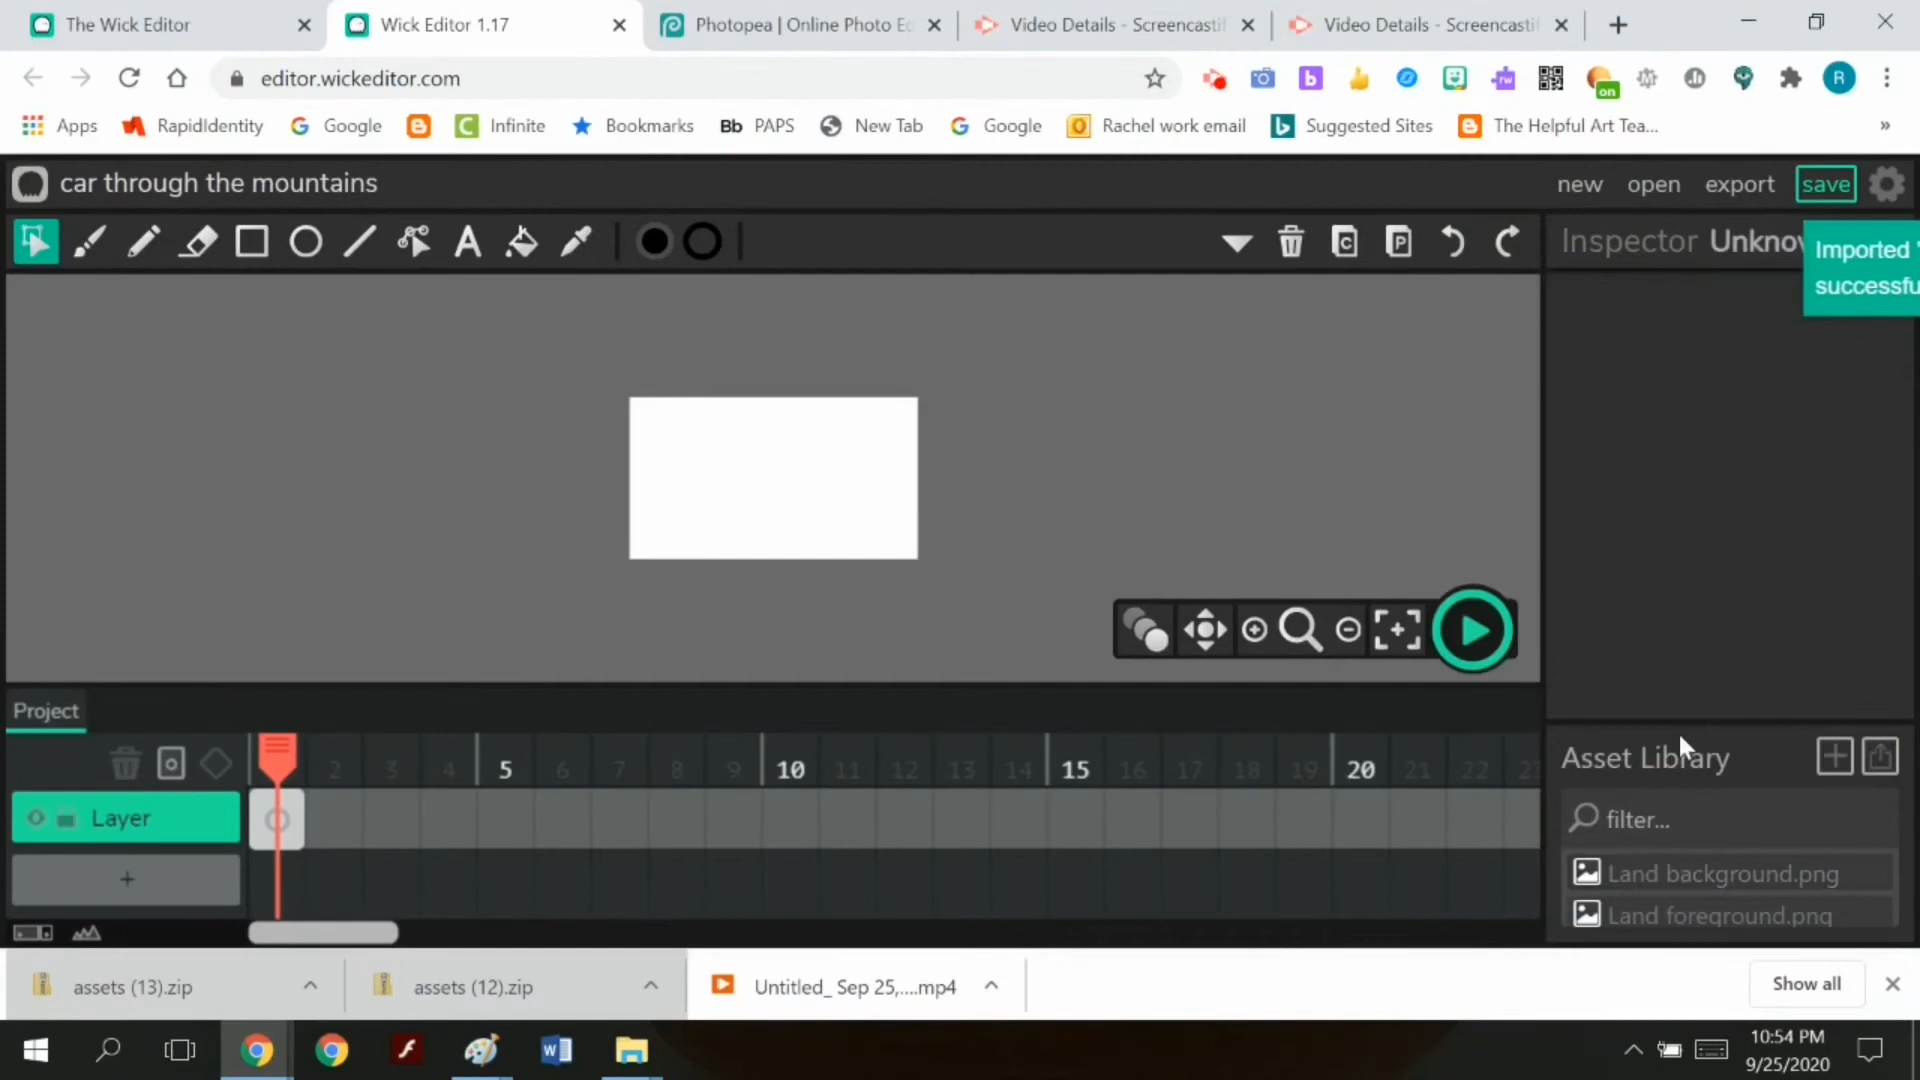 The Wick Editor
Wick Editor 1.17
Photopea | Online Photo Ed
Video Details - Screencastif
Video Details - Screencastif
editor.wickeditor.com
on
rw
R
Apps
RapidIdentity
Google
Infinite
Bookmarks
Bb PAPS
New Tab
Google
Rachel work email
Suggested Sites
The Helpful Art Tea...
»
car through the mountains
new open export save
Inspector Unknow
Imported
successfu
Project
2 3 4 5 6 7 8 9 10 11 12 13 14 15 16 17 18 19 20 21 22 23
Layer
+
Asset Library
filter...
Land background.png
Land foreground.png
assets (13).zip
assets (12).zip
Untitled_ Sep 25,....mp4
Show all
10:54 PM
9/25/2020